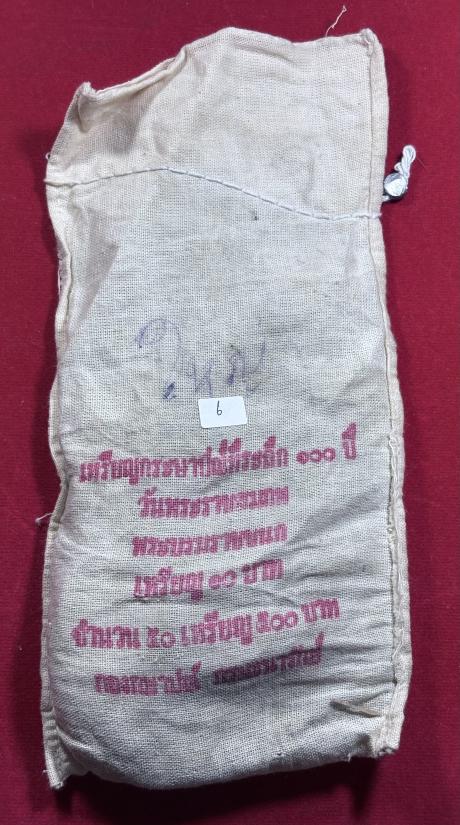 6
เหรียญกระษาปณ์ที่ระลึก ๑๐๐ ปี
วันพระราชสมภพ
พระบรมราชชนก
เหรียญ ๑๐ บาท
จำนวน ๕๐ เหรียญ ๕๐๐ บาท
กองกษาปณ์ กรมธนารักษ์